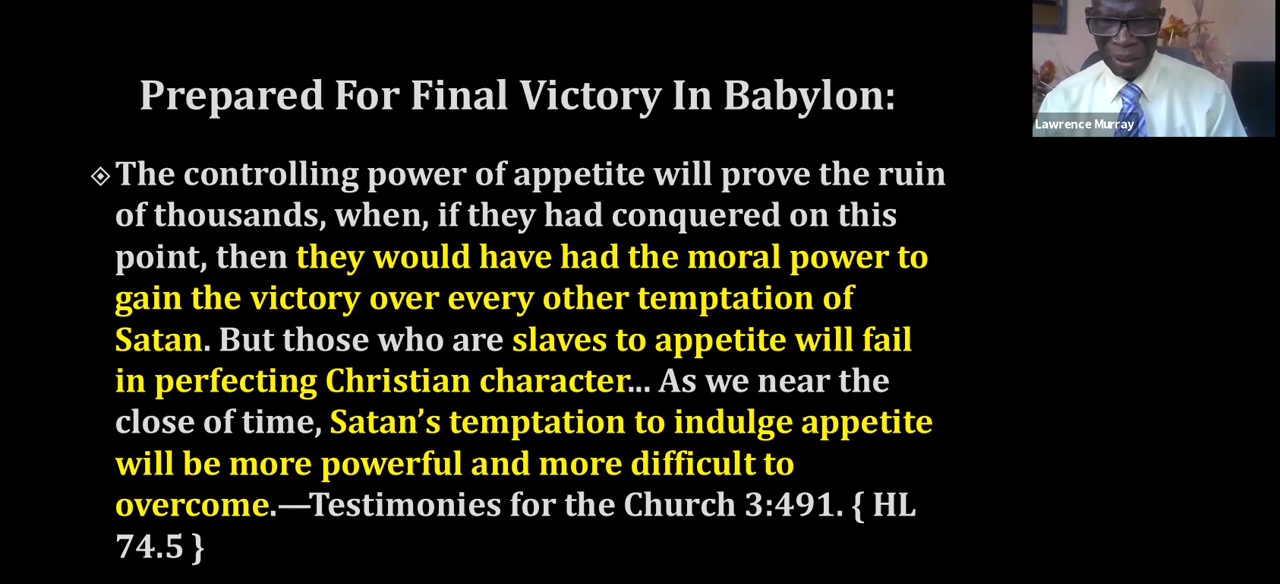 Prepared For Final Victory In Babylon:
Lawrence Murray
The controlling power of appetite will prove the ruin
of thousands, when, if they had conquered on this
point, then they would have had the moral power to
gain the victory over every other temptation of
Satan. But those who are slaves to appetite will fail
in perfecting Christian character... As we near the
close of time, Satan’s temptation to indulge appetite
will be more powerful and more difficult to
overcome.—Testimonies for the Church 3:491. { HL
74.5 }